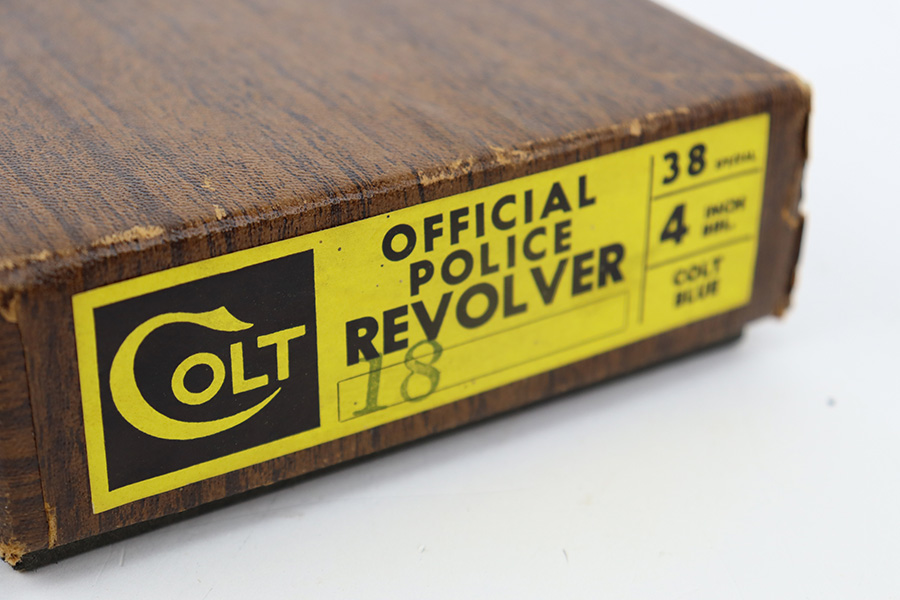 COLT
OFFICIAL
POLICE
REVOLVER
18
38 SPECIAL
4 INCH
BBL.
COLT
BLUE